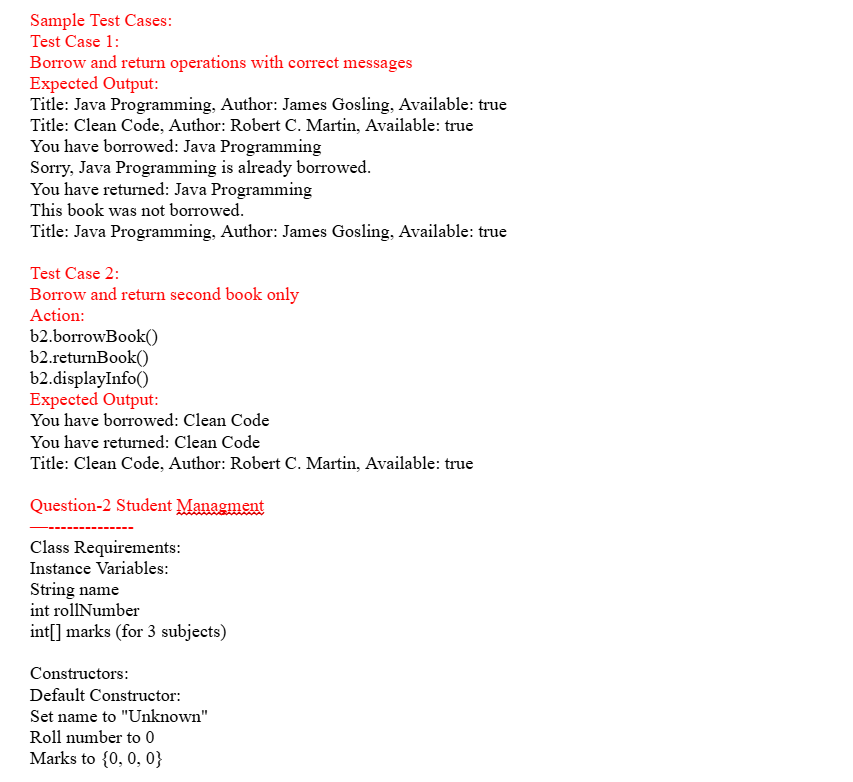 Sample Test Cases:
Test Case 1:
Borrow and return operations with correct messages
Expected Output:
Title: Java Programming, Author: James Gosling, Available: true
Title: Clean Code, Author: Robert C. Martin, Available: true
You have borrowed: Java Programming
Sorry, Java Programming is already borrowed.
You have returned: Java Programming
This book was not borrowed.
Title: Java Programming, Author: James Gosling, Available: true
Test Case 2:
Borrow and return second book only
Action:
b2.borrowBook()
b2.returnBook()
b2.displayInfo()
Expected Output:
You have borrowed: Clean Code
You have returned: Clean Code
Title: Clean Code, Author: Robert C. Martin, Available: true
Question-2 Student Managment
—--------------
Class Requirements:
Instance Variables:
String name
int rollNumber
int[] marks (for 3 subjects)
Constructors:
Default Constructor:
Set name to "Unknown"
Roll number to 0
Marks to {0, 0, 0}